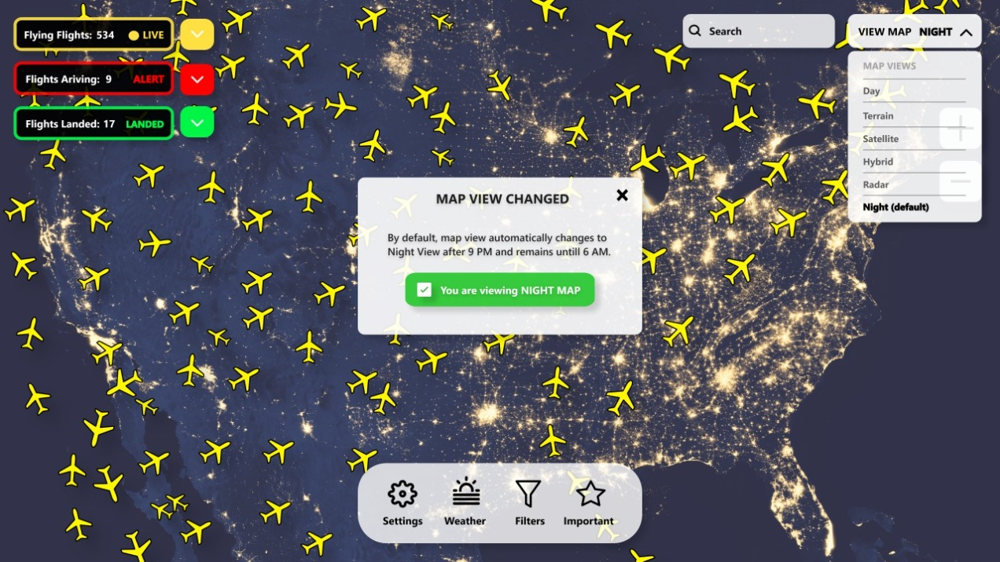 Flying Flights: 534 LIVE
Search
VIEW MAP NIGHT
Flights Ariving: 9 ALERT
MAP VIEWS
Day
Flights Landed: 17 LANDED
Terrain
Satellite
Hybrid
Radar
Night (default)
MAP VIEW CHANGED
By default, map view automatically changes to
Night View after 9 PM and remains untill 6 AM.
You are viewing NIGHT MAP
Settings Weather Filters Important